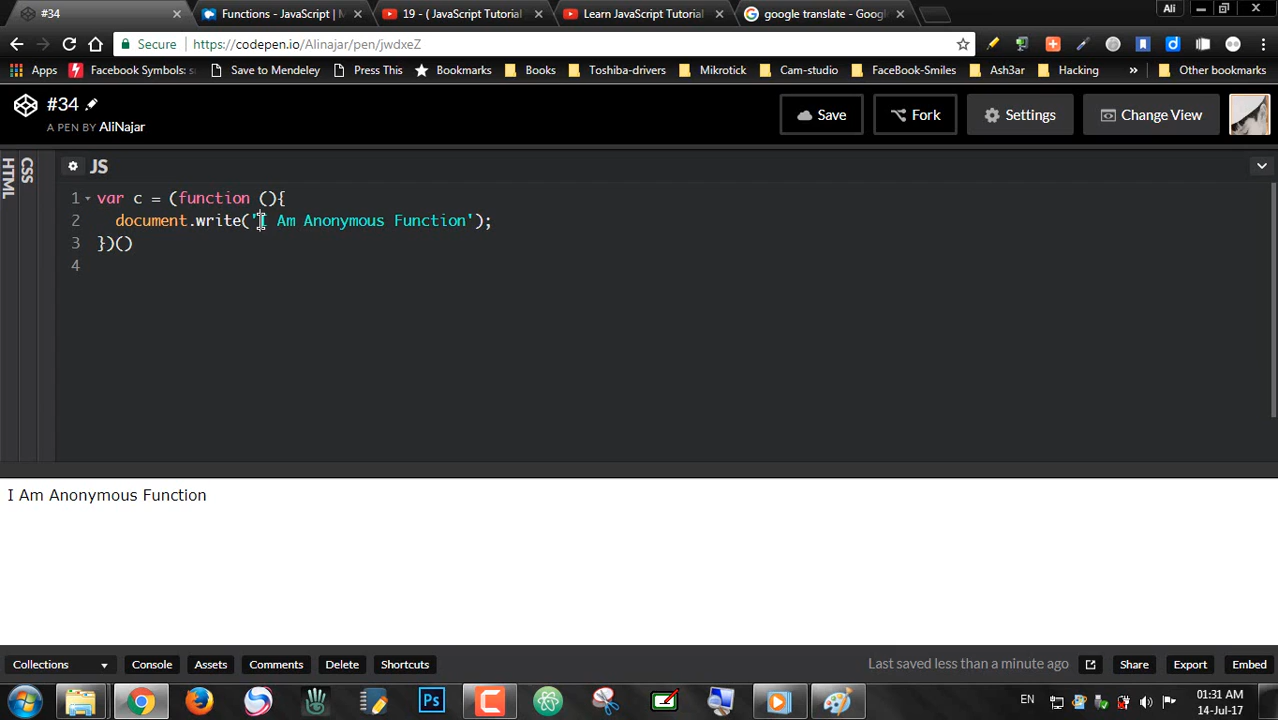 #34
Functions - JavaScript | M
19 - ( JavaScript Tutorial
Learn JavaScript Tutorial
google translate - Googl
Ali
Secure
https://codepen.io/Alinajar/pen/jwdxeZ
Apps
Facebook Symbols: s
Save to Mendeley
Press This
Bookmarks
Books
Toshiba-drivers
Mikrotick
Cam-studio
FaceBook-Smiles
Ash3ar
Hacking
»
Other bookmarks
#34
A PEN BY AliNajar
Save
Fork
Settings
Change View
HTML
CSS
JS
1 var c = (function (){
2 document.write('I Am Anonymous Function');
3 })()
4
I Am Anonymous Function
Collections
Console
Assets
Comments
Delete
Shortcuts
Last saved less than a minute ago
Share
Export
Embed
Ps
EN
01:31 AM
14-Jul-17